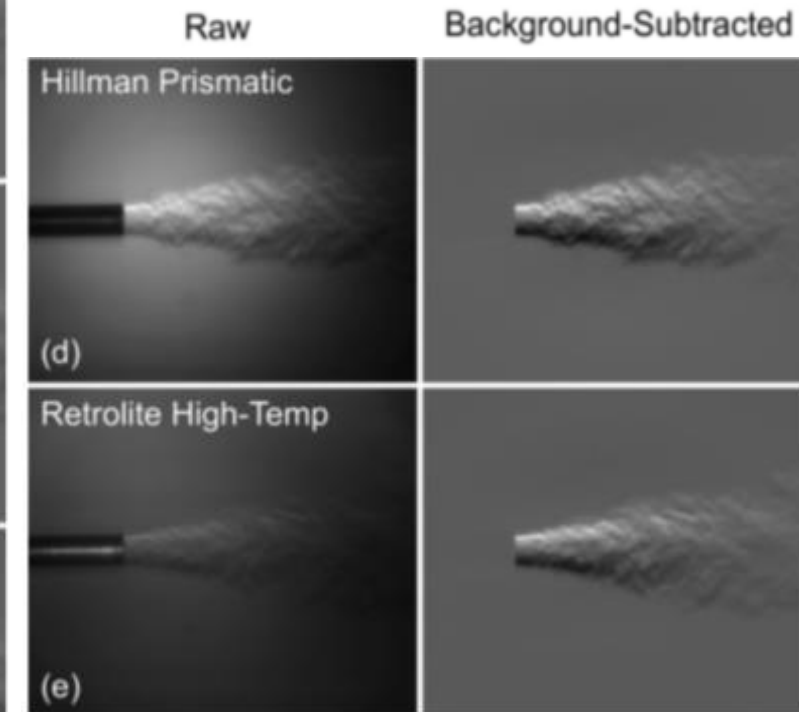 Raw
Background-Subtracted
Hillman Prismatic
(d)
Retrolite High-Temp
(e)